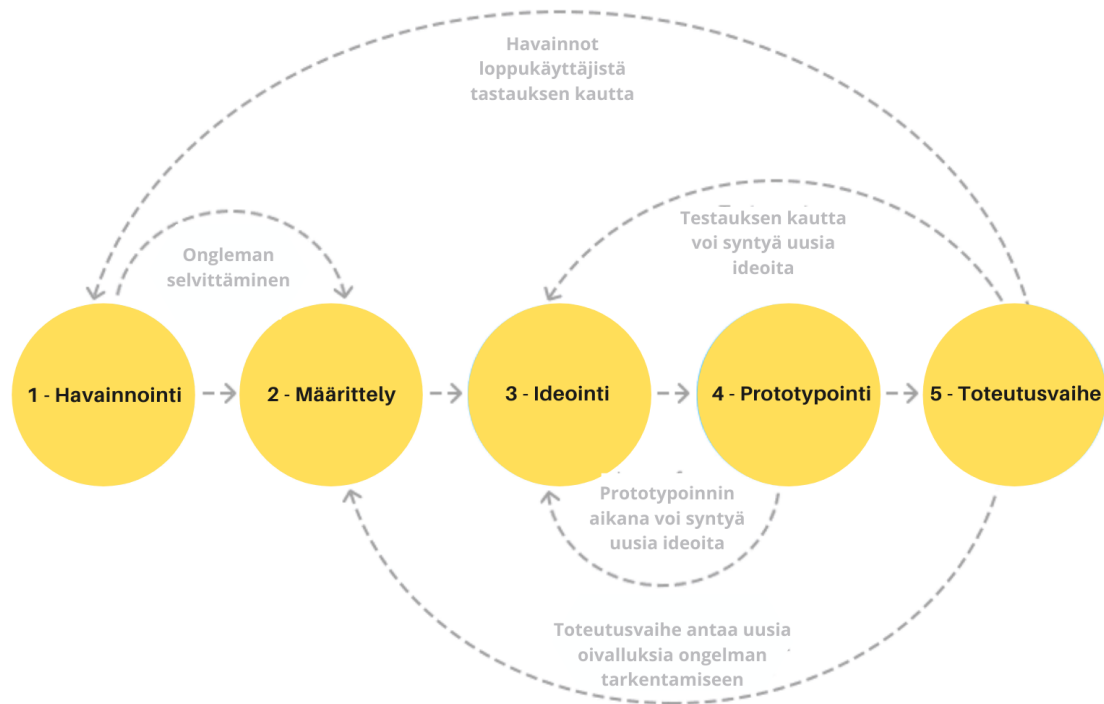 Havainnot
loppukäyttäjistä
tastauksen kautta
Testauksen kautta
voi syntyä uusia
ideoita
Ongleman
selvittäminen
1 - Havainnointi
2 - Määrittely
3 - Ideointi
4 - Prototypointi
5 - Toteutusvaihe
Prototypoinnin
aikana voi syntyä
uusia ideoita
Toteutusvaihe antaa uusia
oivalluksia ongelman
tarkentamiseen